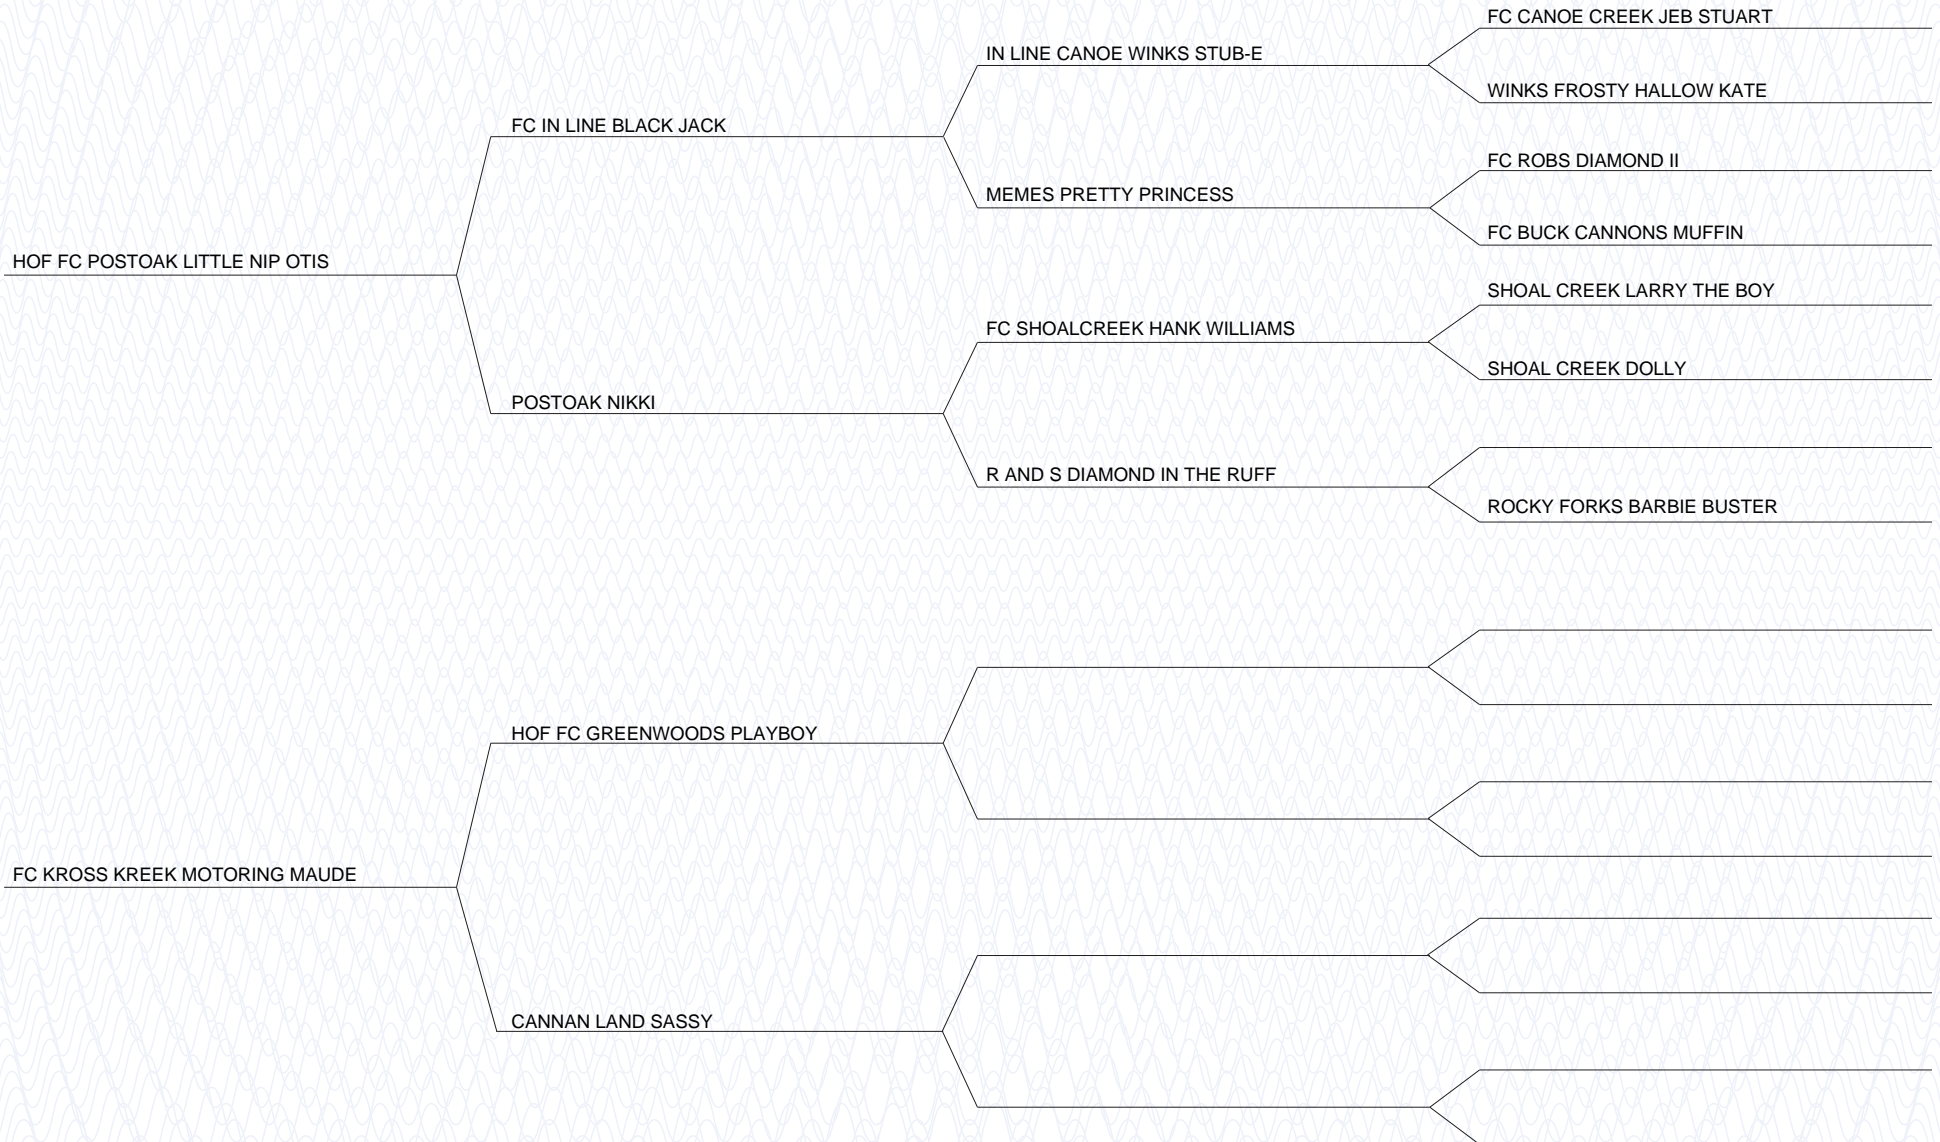 FC CANOE CREEK JEB STUART
IN LINE CANOE WINKS STUB-E
WINKS FROSTY HALLOW KATE
FC IN LINE BLACK JACK
FC ROBS DIAMOND II
MEMES PRETTY PRINCESS
FC BUCK CANNONS MUFFIN
HOF FC POSTOAK LITTLE NIP OTIS
SHOAL CREEK LARRY THE BOY
FC SHOALCREEK HANK WILLIAMS
SHOAL CREEK DOLLY
POSTOAK NIKKI
R AND S DIAMOND IN THE RUFF
ROCKY FORKS BARBIE BUSTER
HOF FC GREENWOODS PLAYBOY
FC KROSS KREEK MOTORING MAUDE
CANNAN LAND SASSY